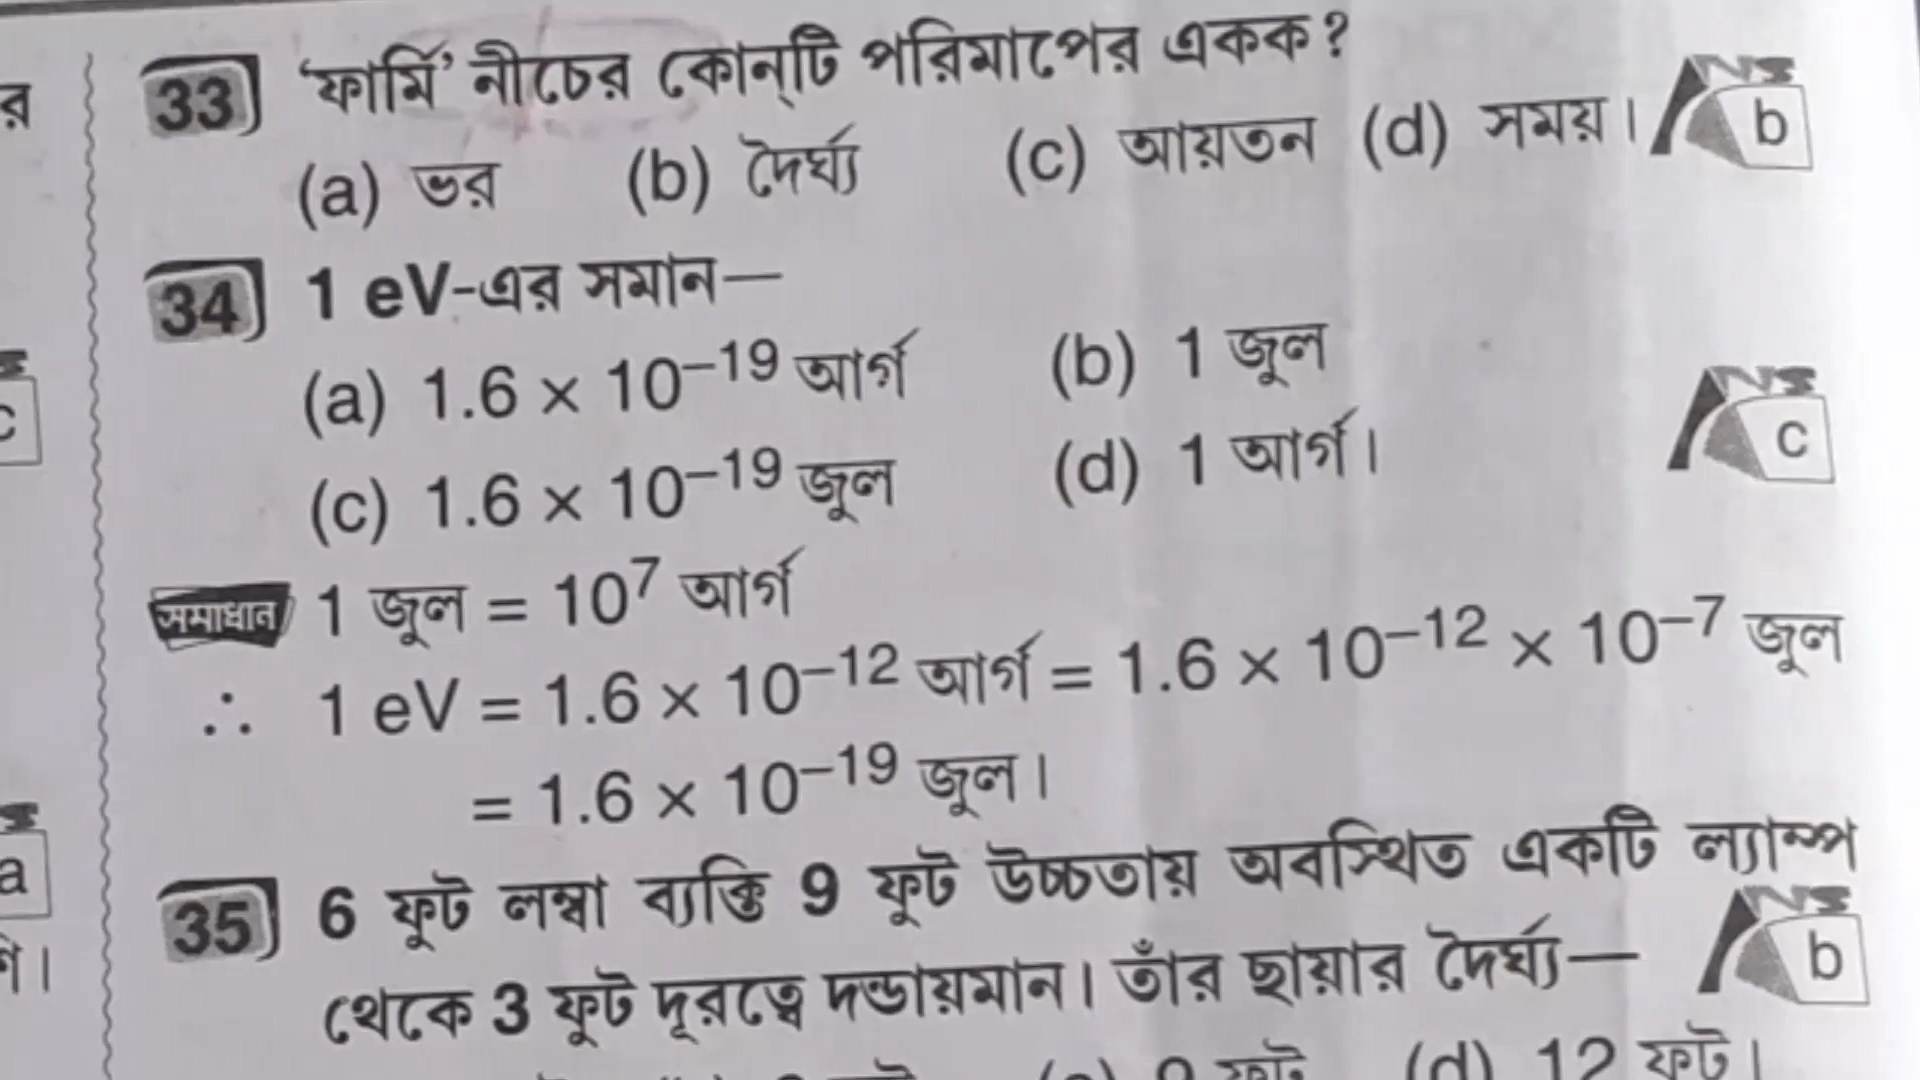 র
33 ‘ফার্মি’ নীচের কোন্‌টি পরিমাপের একক?
(a) ভর (b) দৈর্ঘ্য (c) আয়তন (d) সময়। ANS b
34 1 eV-এর সমান—
(a) 1.6 × 10⁻¹⁹ আর্গ (b) 1 জুল
(c) 1.6 × 10⁻¹⁹ জুল (d) 1 আর্গ। ANS c
সমাধান 1 জুল = 10⁷ আর্গ
∴ 1 eV = 1.6 × 10⁻¹² আর্গ = 1.6 × 10⁻¹² × 10⁻⁷ জুল
= 1.6 × 10⁻¹⁹ জুল।
a
35 6 ফুট লম্বা ব্যক্তি 9 ফুট উচ্চতায় অবস্থিত একটি ল্যাম্প
থেকে 3 ফুট দূরত্বে দন্ডায়মান। তাঁর ছায়ার দৈর্ঘ্য— ANS b
(d) 12 ফুট।